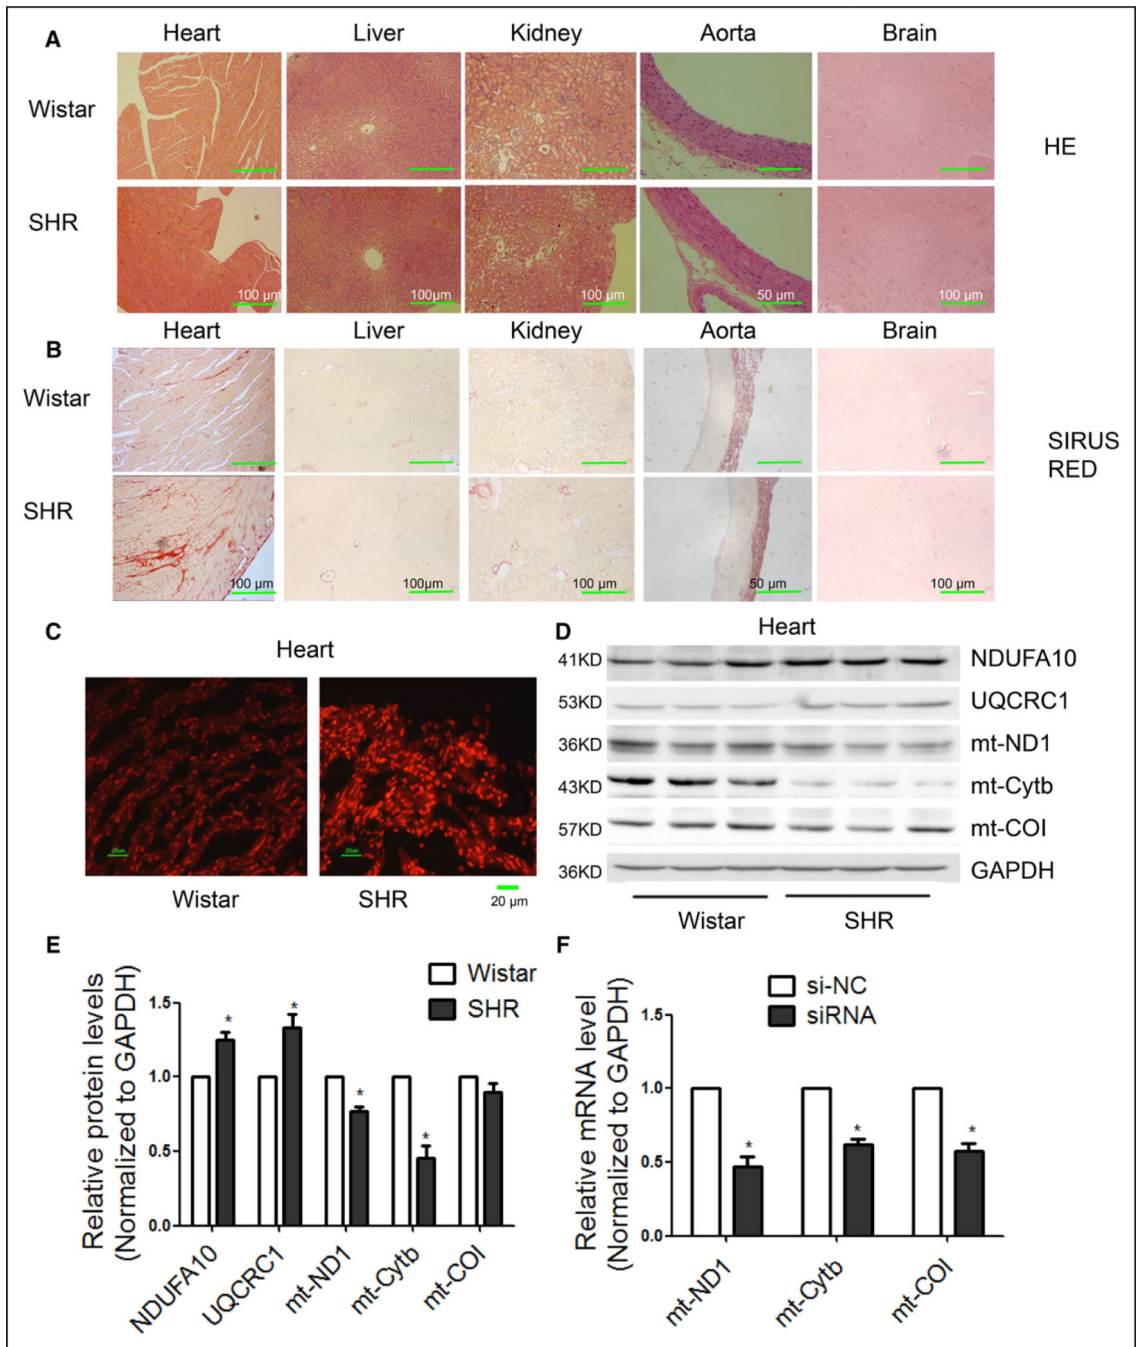 A
Heart Liver Kidney Aorta Brain
Wistar
HE
SHR
100 μm 100μm 100 μm 50 μm 100 μm
B
Heart Liver Kidney Aorta Brain
Wistar
SIRUS
RED
SHR
100 μm 100μm 100 μm 50 μm 100 μm
C
Heart
20um 20um
Wistar SHR
20 μm
D
Heart
41KD NDUFA10
53KD UQCRC1
36KD mt-ND1
43KD mt-Cytb
57KD mt-COI
36KD GAPDH
Wistar SHR
E
Wistar
SHR
Relative protein levels
(Normalized to GAPDH)
1.5
1.0
0.5
0.0
* * * *
NDUFA10 UQCRC1 mt-ND1 mt-Cytb mt-COI
F
si-NC
siRNA
Relative mRNA level
(Normalized to GAPDH)
1.5
1.0
0.5
0.0
* * *
mt-ND1 mt-Cytb mt-COI